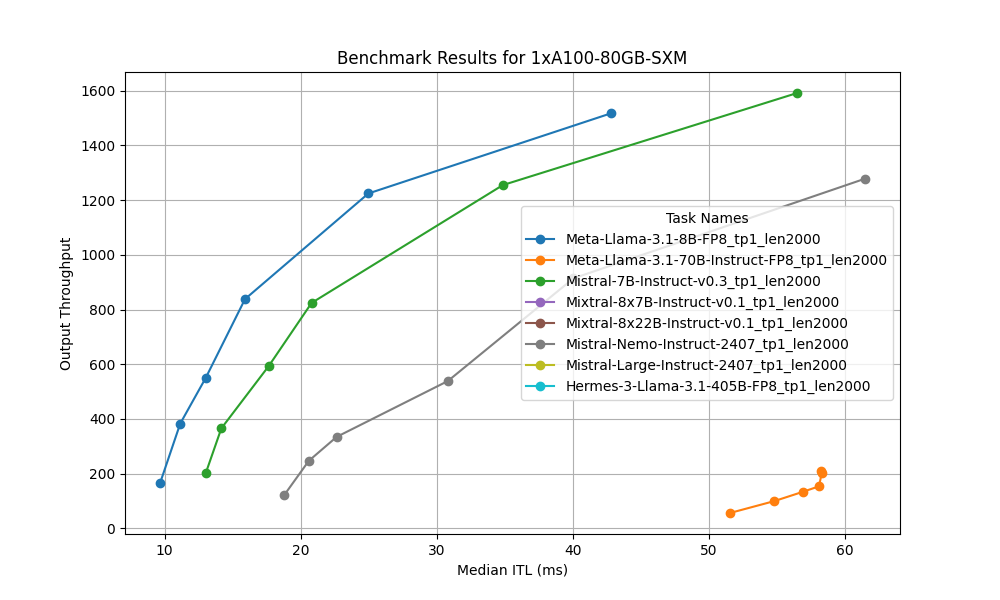 Benchmark Results for 1xA100-80GB-SXM
Output Throughput
1600
1400
1200
1000
800
600
400
200
0
Task Names
Meta-Llama-3.1-8B-FP8_tp1_len2000
Meta-Llama-3.1-70B-Instruct-FP8_tp1_len2000
Mistral-7B-Instruct-v0.3_tp1_len2000
Mixtral-8x7B-Instruct-v0.1_tp1_len2000
Mixtral-8x22B-Instruct-v0.1_tp1_len2000
Mistral-Nemo-Instruct-2407_tp1_len2000
Mistral-Large-Instruct-2407_tp1_len2000
Hermes-3-Llama-3.1-405B-FP8_tp1_len2000
10 20 30 40 50 60
Median ITL (ms)